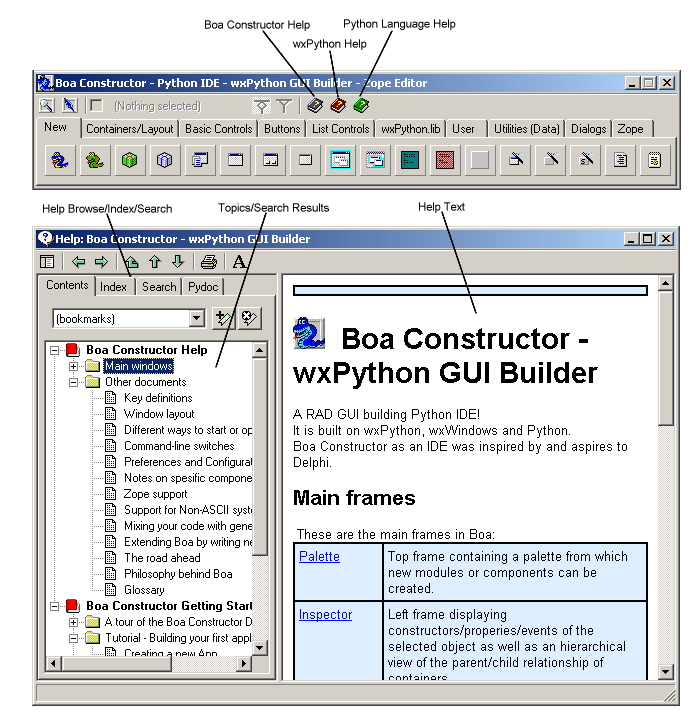 Boa Constructor Help
Python Language Help
wxPython Help
Boa Constructor - Python IDE - wxPython GUI Builder - Zope Editor
(Nothing selected)
New Containers/Layout Basic Controls Buttons List Controls wxPython.lib User Utilities (Data) Dialogs Zope
Help Browse/Index/Search
Topics/Search Results
Help Text
Help: Boa Constructor - wxPython GUI Builder
A
Contents Index Search Pydoc
(bookmarks)
Boa Constructor Help
Main windows
Other documents
Key definitions
Window layout
Different ways to start or op
Command-line switches
Preferences and Configurat
Notes on spesific compone
Zope support
Support for Non-ASCII syst
Mixing your code with gene
Extending Boa by writing ne
The road ahead
Philosophy behind Boa
Glossary
Boa Constructor Getting Start
A tour of the Boa Constructor D
Tutorial - Building your first appl
Creating a new App
Boa Constructor -
wxPython GUI Builder
A RAD GUI building Python IDE!
It is built on wxPython, wxWindows and Python.
Boa Constructor as an IDE was inspired by and aspires to
Delphi.
Main frames
These are the main frames in Boa:
Palette
Top frame containing a palette from which
new modules or components can be
created.
Inspector
Left frame displaying
constructors/properies/events of the
selected object as well as an hierarchical
view of the parent/child relationship of
containers